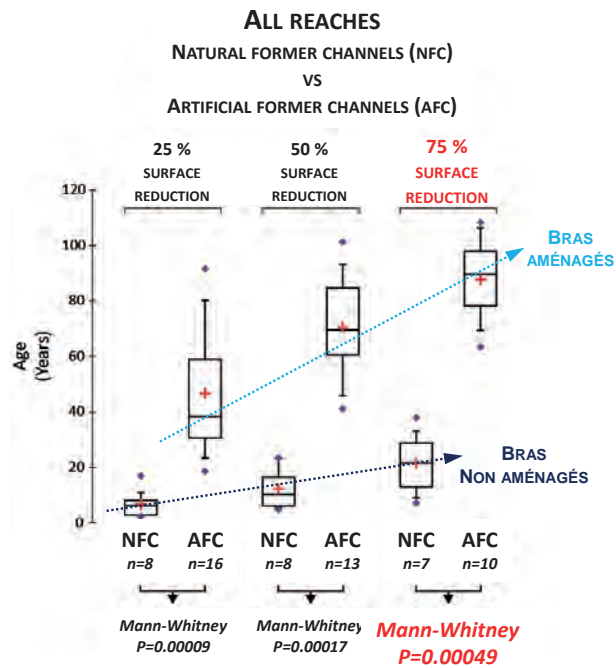 ALL REACHES
NATURAL FORMER CHANNELS (NFC)
VS
ARTIFICIAL FORMER CHANNELS (AFC)
25 %
SURFACE
REDUCTION
50 %
SURFACE
REDUCTION
75 %
SURFACE
REDUCTION
120
100
80
60
40
20
0
Age
(Years)
BRAS
AMÉNAGÉS
BRAS
NON AMÉNAGÉS
NFC AFC NFC AFC NFC AFC
n=8 n=16 n=8 n=13 n=7 n=10
Mann-Whitney
P=0.00009
Mann-Whitney
P=0.00017
Mann-Whitney
P=0.00049